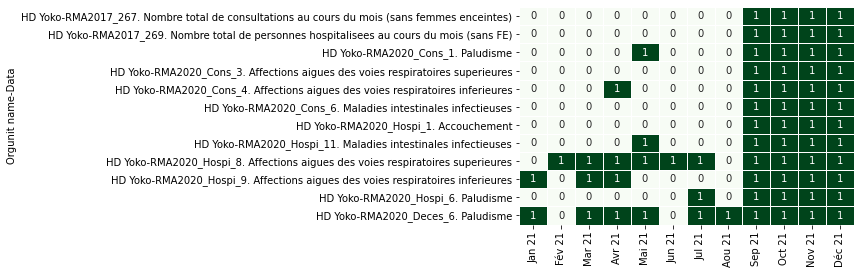 Orgunit name-Data
HD Yoko-RMA2017_267. Nombre total de consultations au cours du mois (sans femmes enceintes) 0 0 0 0 0 0 0 0 1 1 1 1
HD Yoko-RMA2017_269. Nombre total de personnes hospitalisees au cours du mois (sans FE) 0 0 0 0 0 0 0 0 1 1 1 1
HD Yoko-RMA2020_Cons_1. Paludisme 0 0 0 0 1 0 0 0 1 1 1 1
HD Yoko-RMA2020_Cons_3. Affections aigues des voies respiratoires superieures 0 0 0 0 0 0 0 0 1 1 1 1
HD Yoko-RMA2020_Cons_4. Affections aigues des voies respiratoires inferieures 0 0 0 1 0 0 0 0 1 1 1 1
HD Yoko-RMA2020_Cons_6. Maladies intestinales infectieuses 0 0 0 0 0 0 0 0 1 1 1 1
HD Yoko-RMA2020_Hospi_1. Accouchement 0 0 0 0 0 0 0 0 1 1 1 1
HD Yoko-RMA2020_Hospi_11. Maladies intestinales infectieuses 0 0 0 0 1 0 0 0 1 1 1 1
HD Yoko-RMA2020_Hospi_8. Affections aigues des voies respiratoires superieures 0 1 1 1 1 1 1 0 1 1 1 1
HD Yoko-RMA2020_Hospi_9. Affections aigues des voies respiratoires inferieures 1 0 1 1 0 0 0 0 1 1 1 1
HD Yoko-RMA2020_Hospi_6. Paludisme 0 0 0 0 0 0 1 0 1 1 1 1
HD Yoko-RMA2020_Deces_6. Paludisme 1 0 1 1 1 0 1 1 1 1 1 1
Jan 21 Fév 21 Mar 21 Avr 21 Mai 21 Jun 21 Jul 21 Aou 21 Sep 21 Oct 21 Nov 21 Déc 21